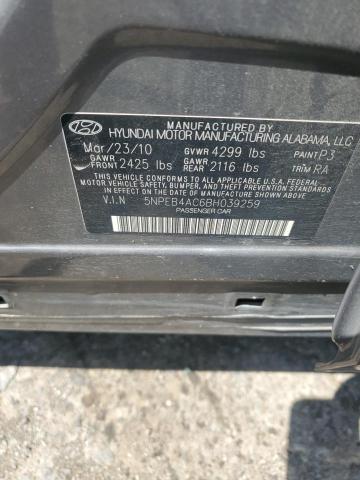 MANUFACTURED BY
HYUNDAI MOTOR MANUFACTURING ALABAMA, LLC
Mar/23/10 GVWR 4299 lbs PAINT P3
GAWR FRONT 2425 lbs GAWR REAR 2116 lbs TRIM RA
THIS VEHICLE CONFORMS TO ALL APPLICABLE FEDERAL
MOTOR VEHICLE SAFETY, BUMPER, AND THEFT PREVENTION STANDARDS
IN EFFECT ON THE DATE OF MANUFACTURE SHOWN ABOVE.
V.I.N 5NPEB4AC6BH039259
PASSENGER CAR